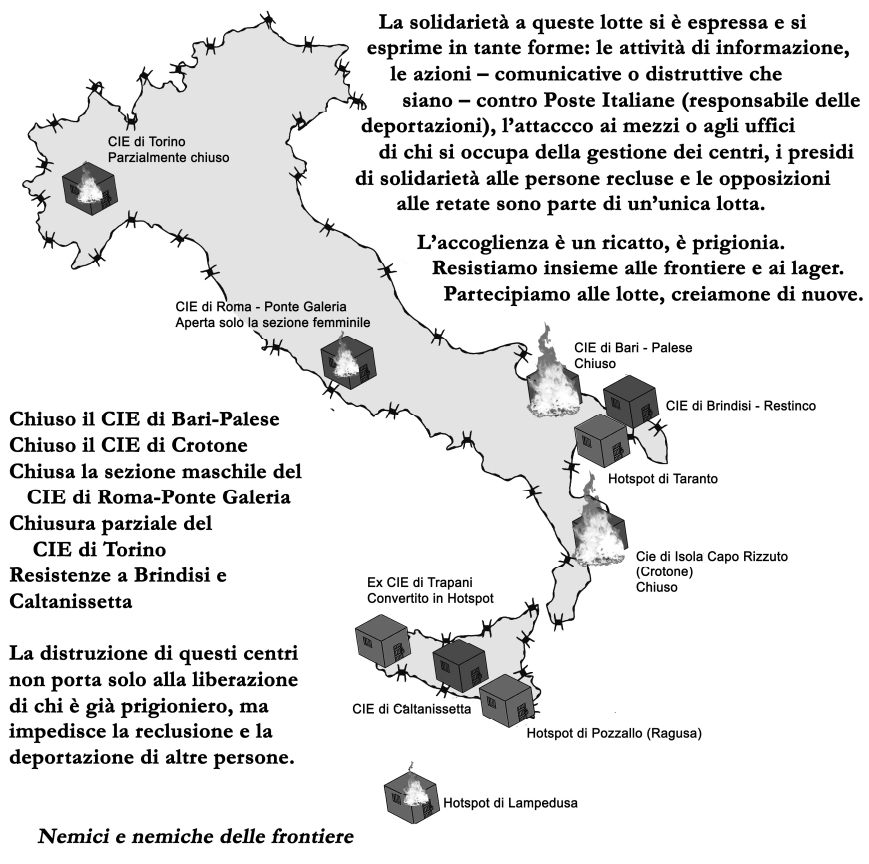 La solidarietà a queste lotte si è espressa e si
esprime in tante forme: le attività di informazione,
le azioni – comunicative o distruttive che
siano – contro Poste Italiane (responsabile delle
deportazioni), l'attaccco ai mezzi o agli uffici
di chi si occupa della gestione dei centri, i presidi
di solidarietà alle persone recluse e le opposizioni
alle retate sono parte di un'unica lotta.
L'accoglienza è un ricatto, è prigionia.
Resistiamo insieme alle frontiere e ai lager.
Partecipiamo alle lotte, creiamone di nuove.
CIE di Torino
Parzialmente chiuso
CIE di Roma - Ponte Galeria
Aperta solo la sezione femminile
CIE di Bari - Palese
Chiuso
CIE di Brindisi - Restinco
Hotspot di Taranto
Cie di Isola Capo Rizzuto
(Crotone)
Chiuso
Ex CIE di Trapani
Convertito in Hotspot
CIE di Caltanissetta
Hotspot di Pozzallo (Ragusa)
Hotspot di Lampedusa
Chiuso il CIE di Bari-Palese
Chiuso il CIE di Crotone
Chiusa la sezione maschile del
CIE di Roma-Ponte Galeria
Chiusura parziale del
CIE di Torino
Resistenze a Brindisi e
Caltanissetta
La distruzione di questi centri
non porta solo alla liberazione
di chi è già prigioniero, ma
impedisce la reclusione e la
deportazione di altre persone.
Nemici e nemiche delle frontiere